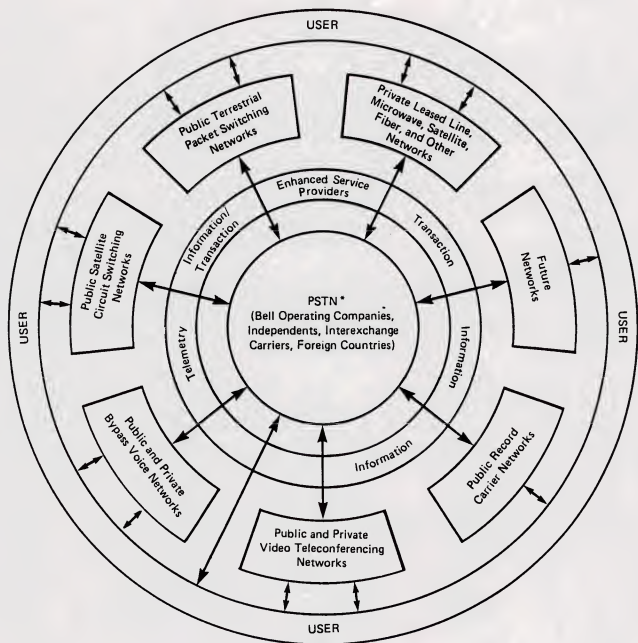 USER
Public Terrestrial
Packet Switching
Networks
Private Leased Line,
Microwave, Satellite,
Fiber, and Other
Networks
Enhanced Service
Providers
Information/
Transaction
Transaction
Public Satellite
Circuit Switching
Networks
Future
Networks
PSTN*
(Bell Operating Companies,
Independents, Interexchange
Carriers, Foreign Countries)
USER
USER
Telemetry
Information
Public and Private
Bypass Voice Networks
Information
Public Record
Carrier Networks
Public and Private
Video Teleconferencing
Networks
USER